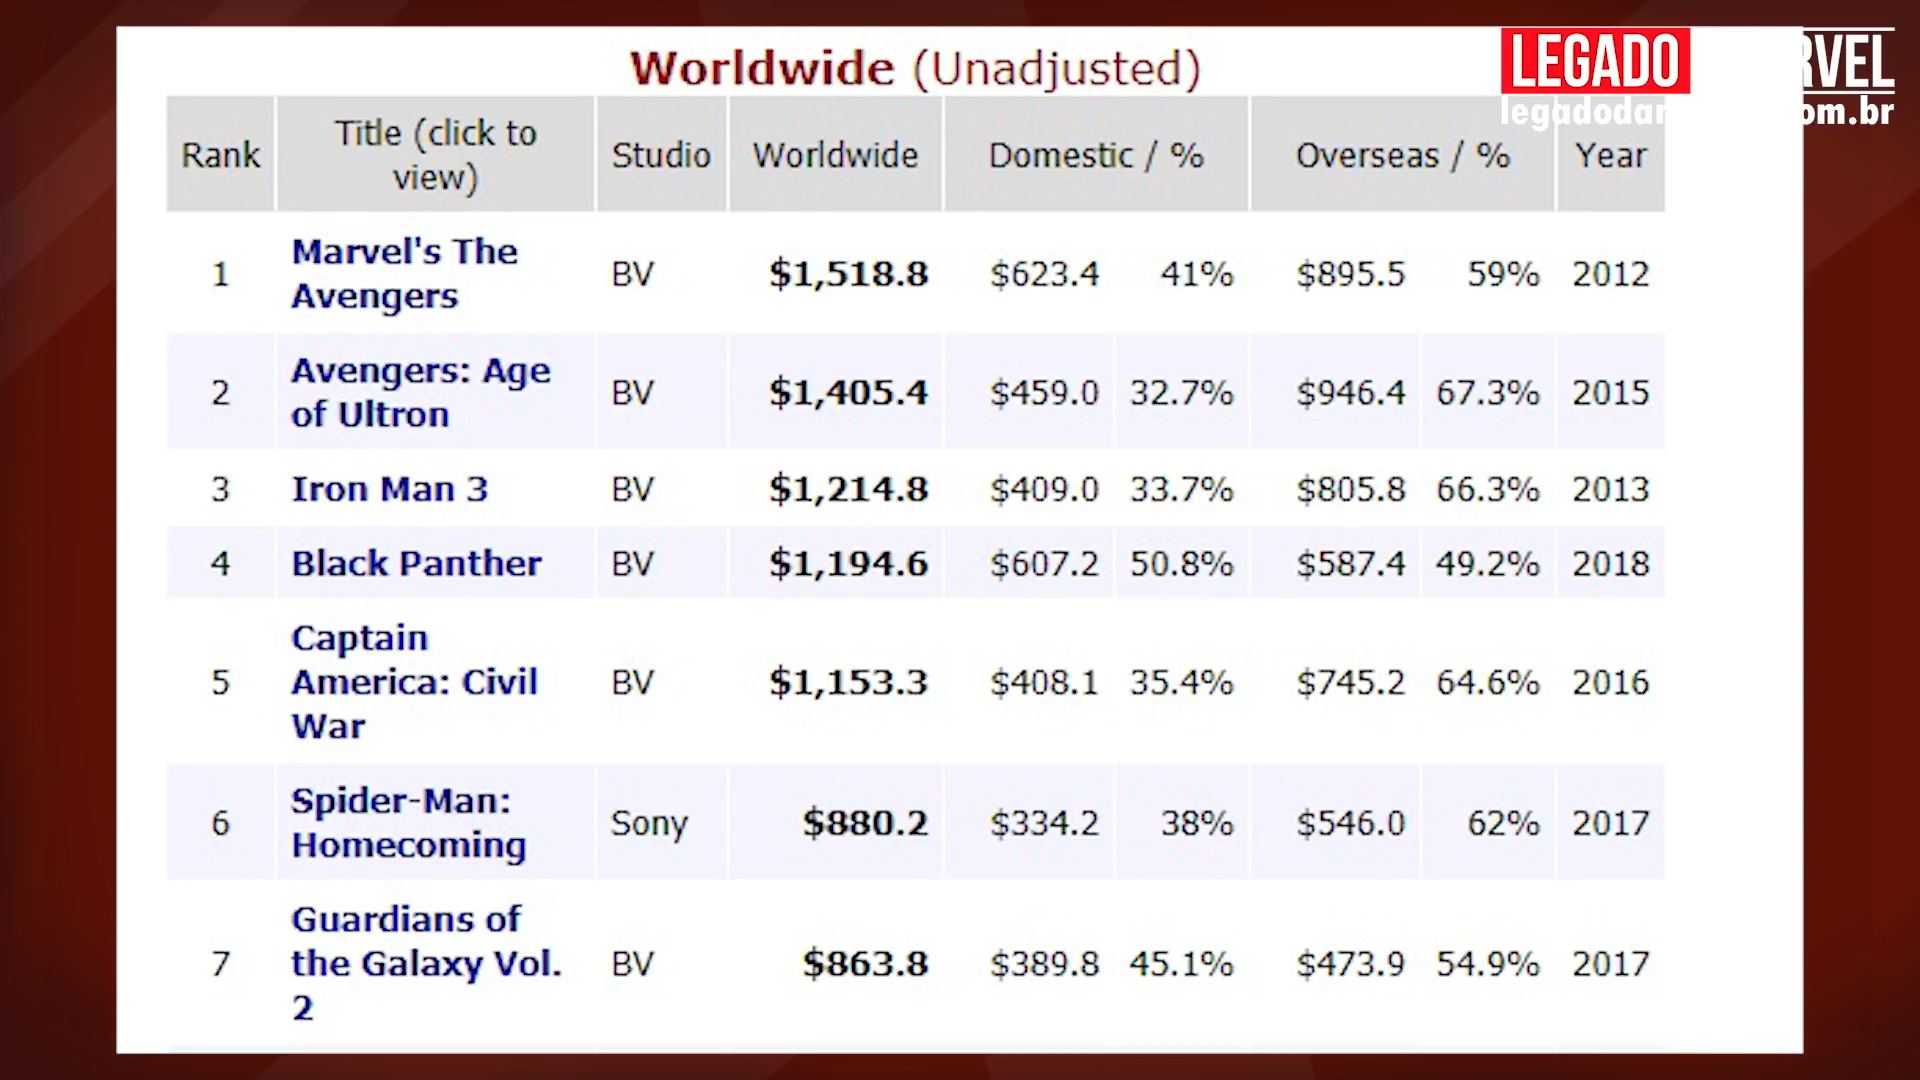 Worldwide (Unadjusted)
LEGADO RVEL
legadodar om.br
Rank Title (click to view) Studio Worldwide Domestic / % Overseas / % Year
1 Marvel's The Avengers BV $1,518.8 $623.4 41% $895.5 59% 2012
2 Avengers: Age of Ultron BV $1,405.4 $459.0 32.7% $946.4 67.3% 2015
3 Iron Man 3 BV $1,214.8 $409.0 33.7% $805.8 66.3% 2013
4 Black Panther BV $1,194.6 $607.2 50.8% $587.4 49.2% 2018
5 Captain America: Civil War BV $1,153.3 $408.1 35.4% $745.2 64.6% 2016
6 Spider-Man: Homecoming Sony $880.2 $334.2 38% $546.0 62% 2017
7 Guardians of the Galaxy Vol. 2 BV $863.8 $389.8 45.1% $473.9 54.9% 2017